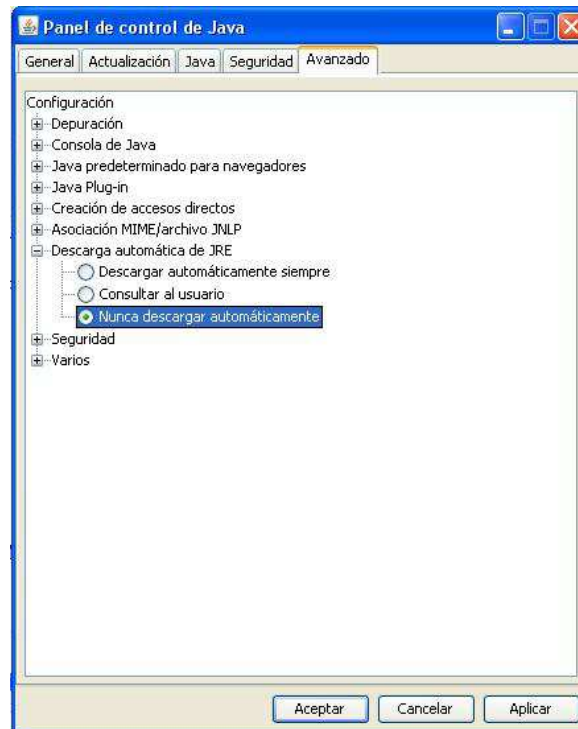 Panel de control de Java
General Actualización Java Seguridad Avanzado
Configuración
Depuración
Consola de Java
Java predeterminado para navegadores
Java Plug-in
Creación de accesos directos
Asociación MIME/archivo JNLP
Descarga automática de JRE
Descargar automáticamente siempre
Consultar al usuario
Nunca descargar automáticamente
Seguridad
Varios
Aceptar Cancelar Aplicar